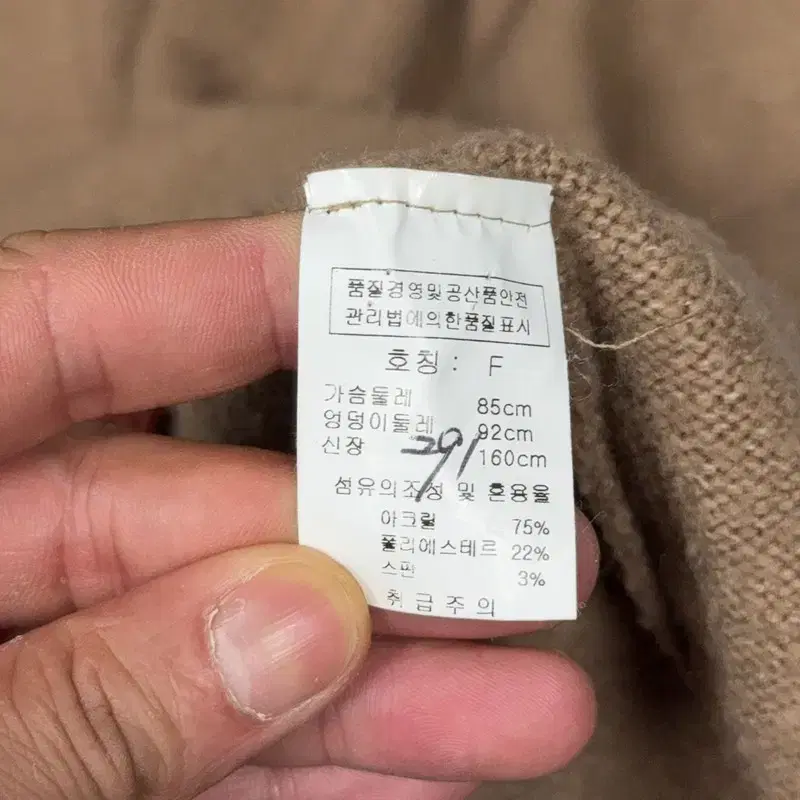 품질경영및공산품안전
관리법에의한품질표시
호칭 : F
가슴둘레 85cm
엉덩이둘레 92cm
신장 160cm
291
섬유의조성 및 혼용율
아크릴 75%
폴리에스테르 22%
스판 3%
취급주의